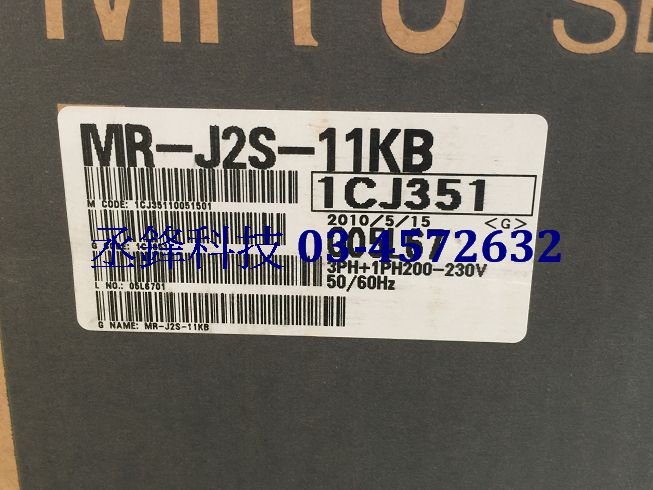 MR-J2S-11KB
1CJ351
M CODE: 1CJ35110051501
2010/5/15 <G>
丞鋒科技 03-4572632
3PH+1PH200-230V
L NO.: 05L6701
50/60Hz
G NAME: MR-J2S-11KB